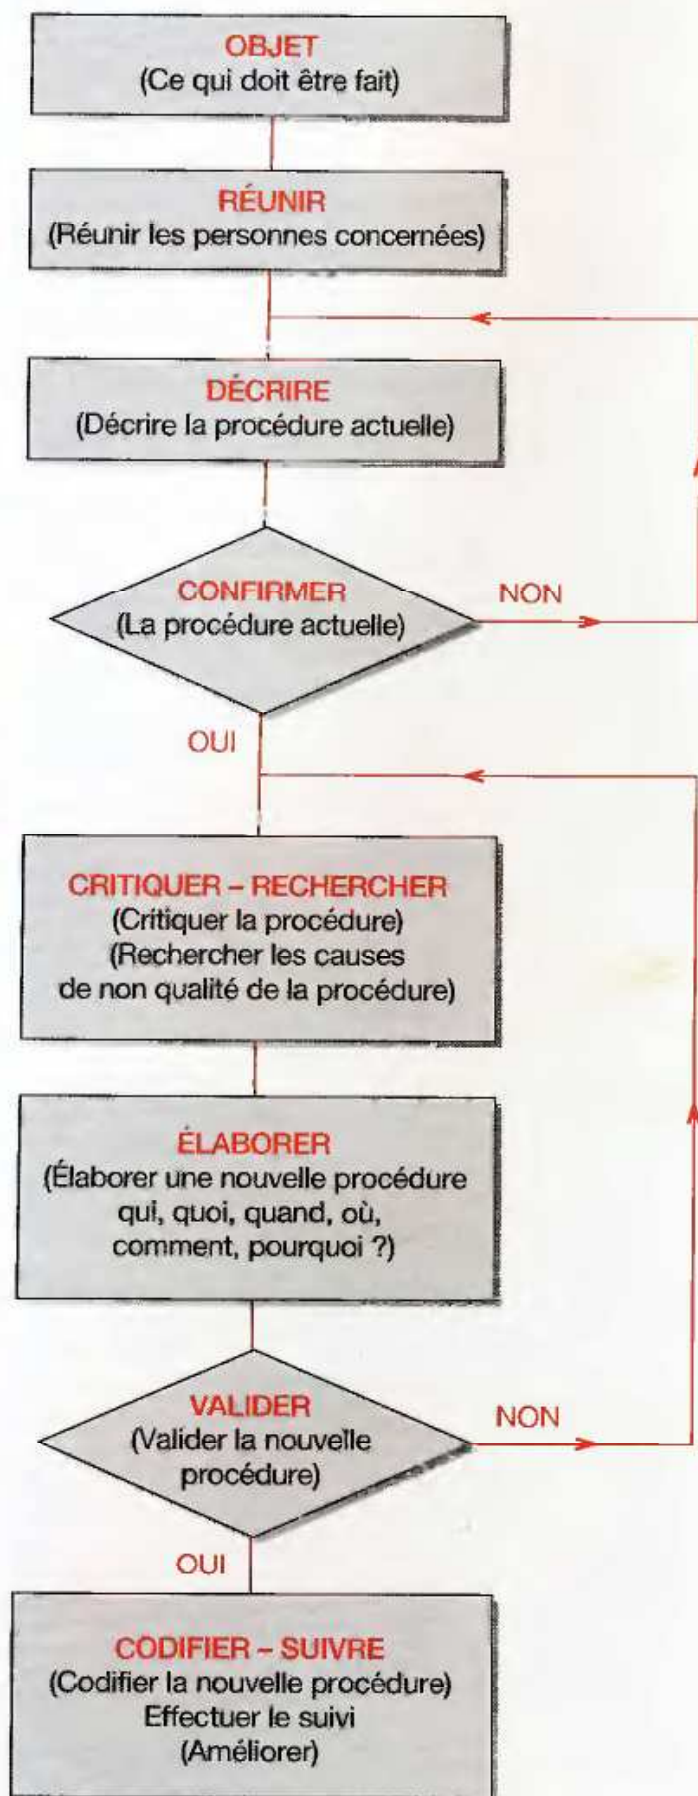 OBJET
(Ce qui doit être fait)
RÉUNIR
(Réunir les personnes concernées)
DÉCRIRE
(Décrire la procédure actuelle)
CONFIRMER
(La procédure actuelle)
NON
OUI
CRITIQUER – RECHERCHER
(Critiquer la procédure)
(Rechercher les causes
de non qualité de la procédure)
ÉLABORER
(Élaborer une nouvelle procédure
qui, quoi, quand, où,
comment, pourquoi ?)
VALIDER
(Valider la nouvelle
procédure)
NON
OUI
CODIFIER – SUIVRE
(Codifier la nouvelle procédure)
Effectuer le suivi
(Améliorer)